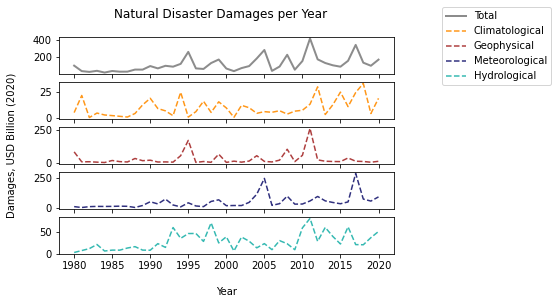 Natural Disaster Damages per Year
Total
Climatological
Geophysical
Meteorological
Hydrological
400
200
25
0
250
0
250
0
50
0
Damages, USD Billion (2020)
1980 1985 1990 1995 2000 2005 2010 2015 2020
Year